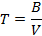 T = B/V